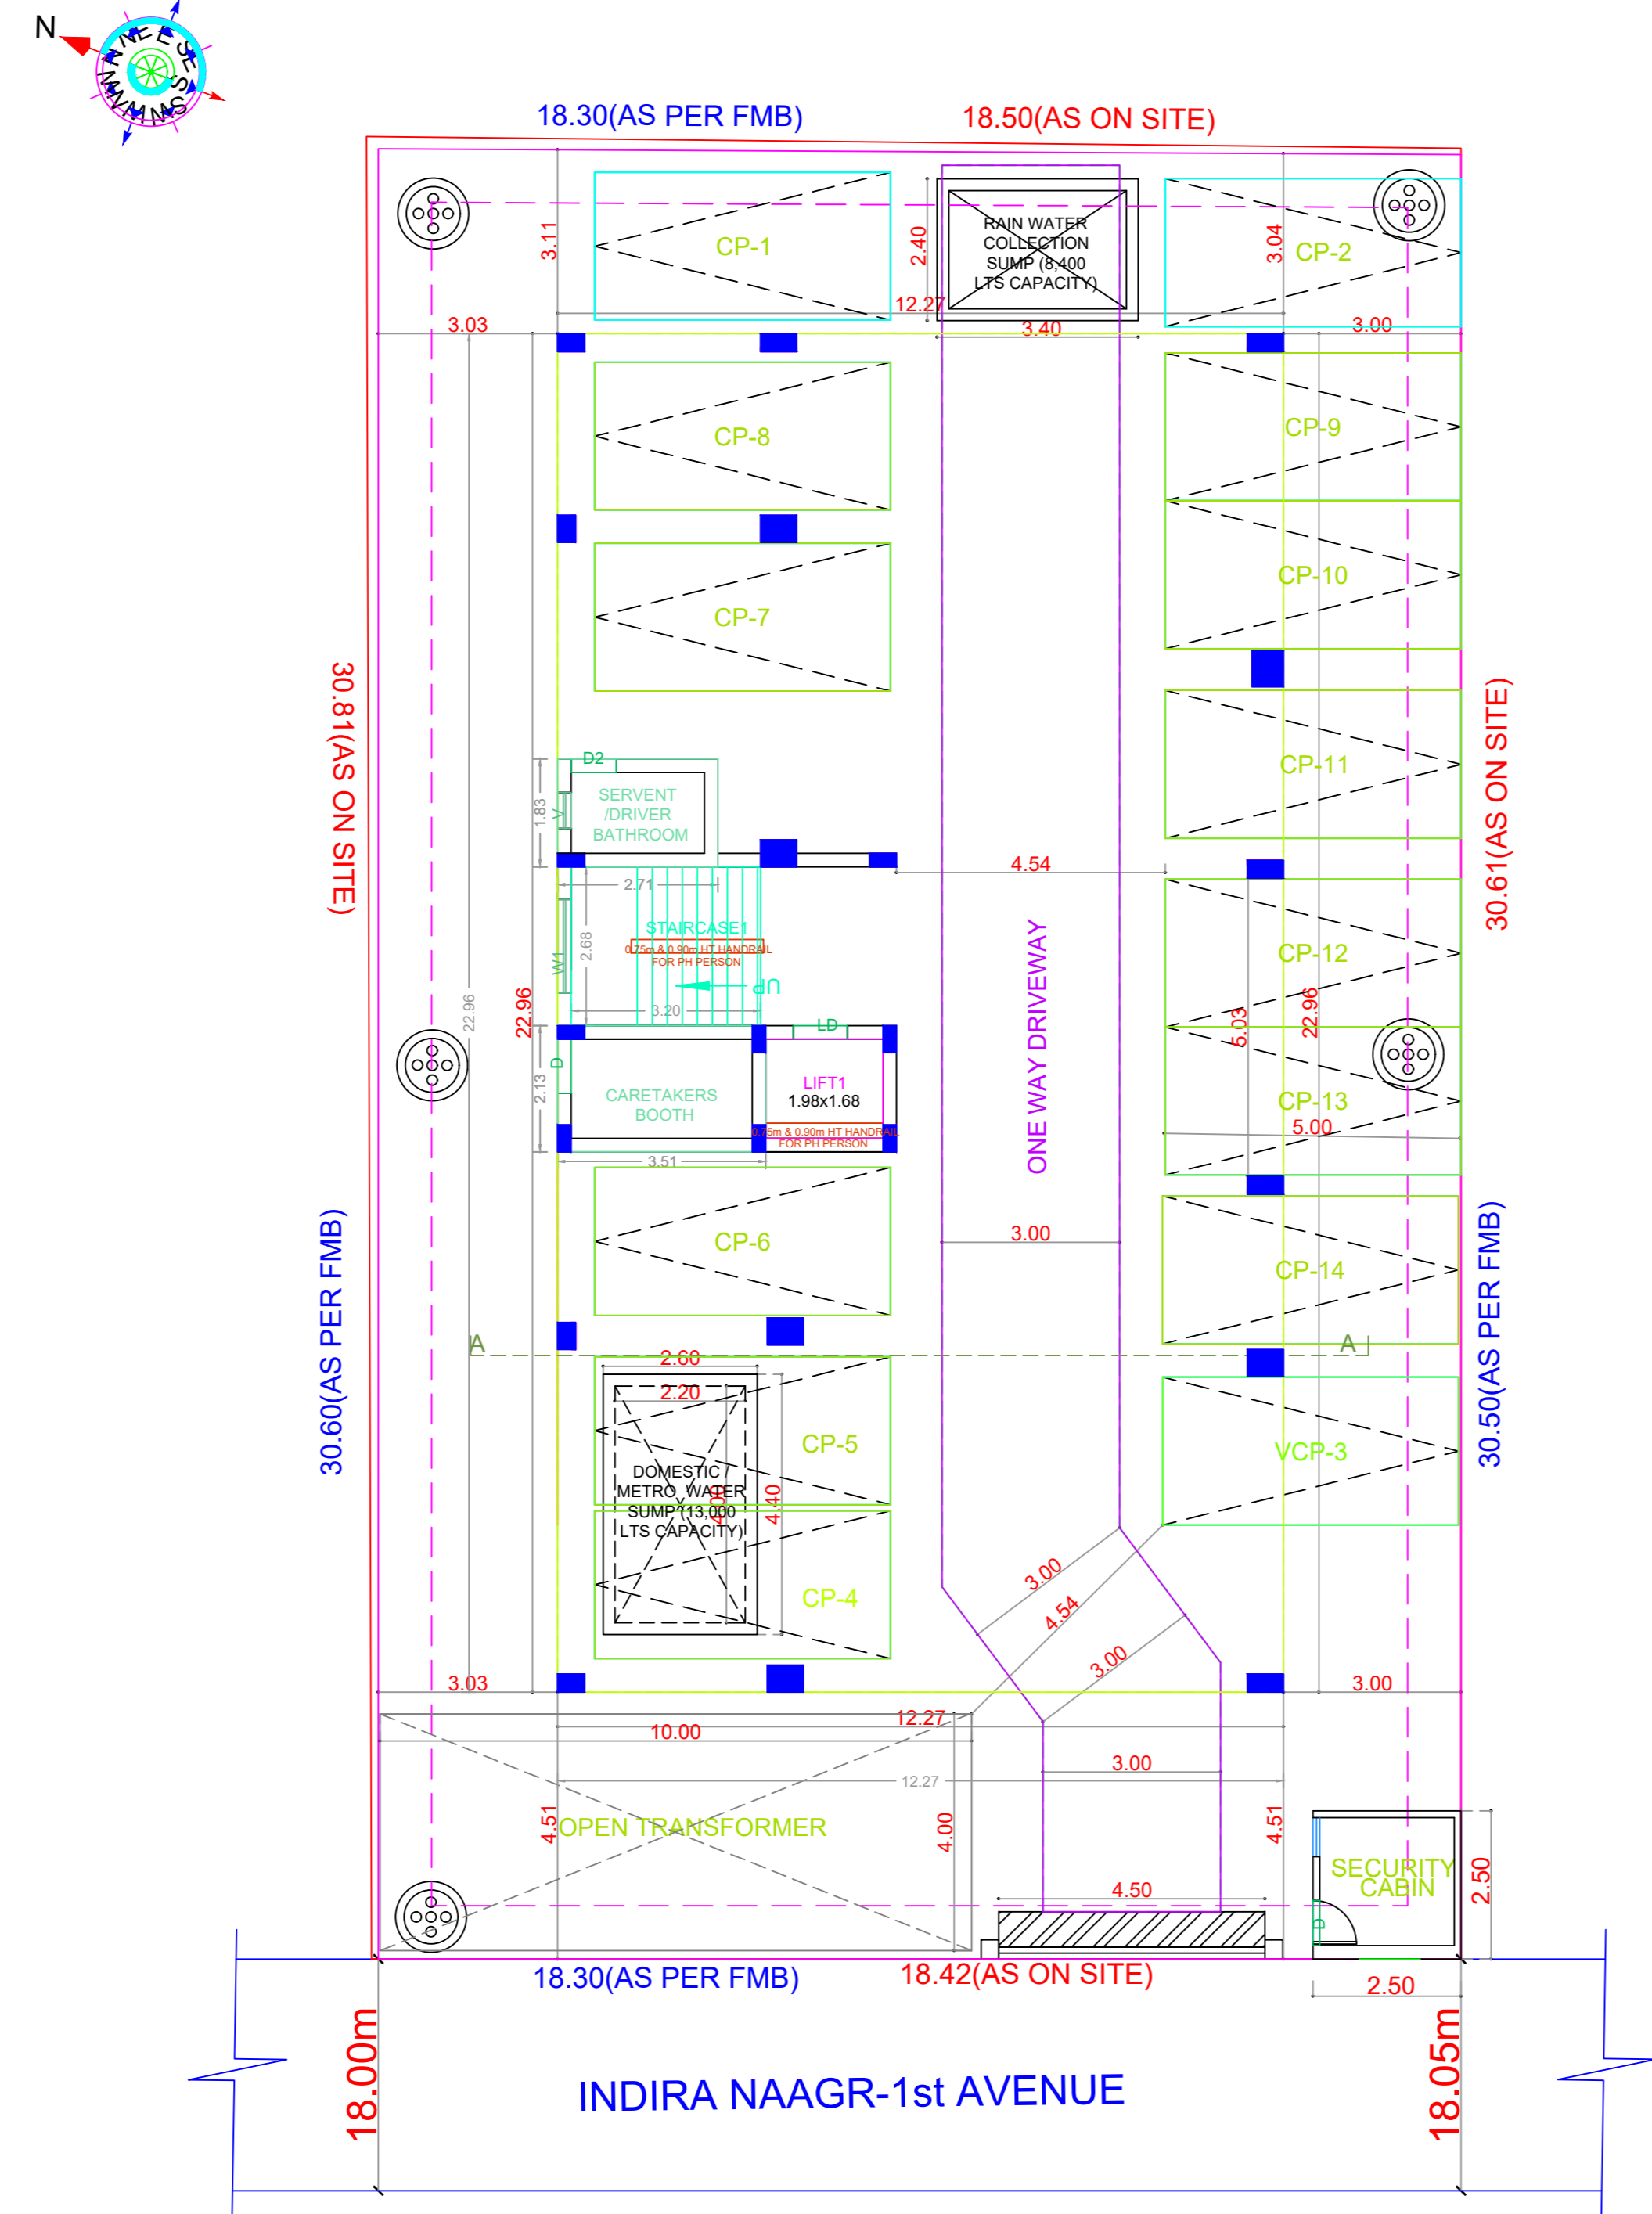 N
N
NE
E
SE
S
SW
W
NW
18.30(AS PER FMB)
18.50(AS ON SITE)
CP-1
3.11
2.40
RAIN WATER
COLLECTION
SUMP (8,400
LTS CAPACITY)
3.04
CP-2
12.27
3.03
3.40
3.00
CP-8
CP-9
CP-7
CP-10
30.81(AS ON SITE)
30.61(AS ON SITE)
CP-11
D2
1.83
V
SERVENT
/DRIVER
BATHROOM
4.54
2.71
STAIRCASE1
0.75m & 0.90m HT HANDRAIL
FOR PH PERSON
2.68
W1
UP
3.20
22.96
22.96
ONE WAY DRIVEWAY
CP-12
5.03
22.96
LD
D
2.13
CARETAKERS
BOOTH
LIFT1
1.98x1.68
0.75m & 0.90m HT HANDRAIL
FOR PH PERSON
CP-13
5.00
3.51
CP-6
3.00
CP-14
30.60(AS PER FMB)
30.50(AS PER FMB)
A
A
2.60
2.20
CP-5
VCP-3
DOMESTIC /
METRO WATER
SUMP (13,000
LTS CAPACITY)
4.00
4.40
CP-4
3.00
4.54
3.00
3.03
3.00
12.27
10.00
3.00
12.27
4.51
OPEN TRANSFORMER
4.00
4.51
SECURITY
CABIN
2.50
4.50
D
18.30(AS PER FMB)
18.42(AS ON SITE)
2.50
18.00m
18.05m
INDIRA NAAGR-1st AVENUE